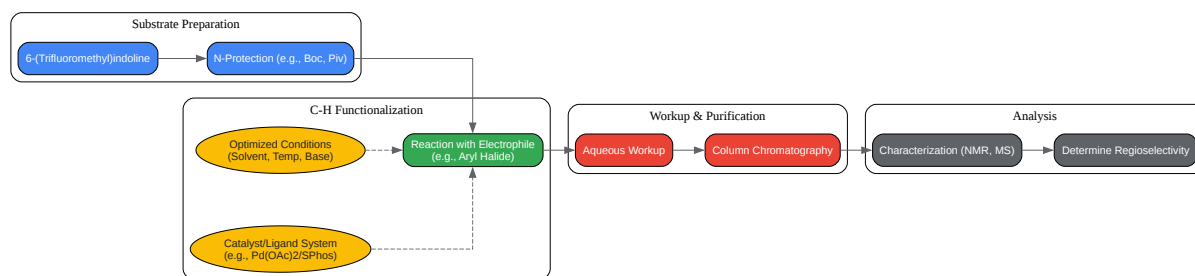 Substrate Preparation
6-(Trifluoromethyl)indoline
N-Protection (e.g., Boc, Piv)
C-H Functionalization
Optimized Conditions
(Solvent, Temp, Base)
Reaction with Electrophile
(e.g., Aryl Halide)
Catalyst/Ligand System
(e.g., Pd(OAc)2/SPhos)
Workup & Purification
Aqueous Workup
Column Chromatography
Analysis
Characterization (NMR, MS)
Determine Regioselectivity